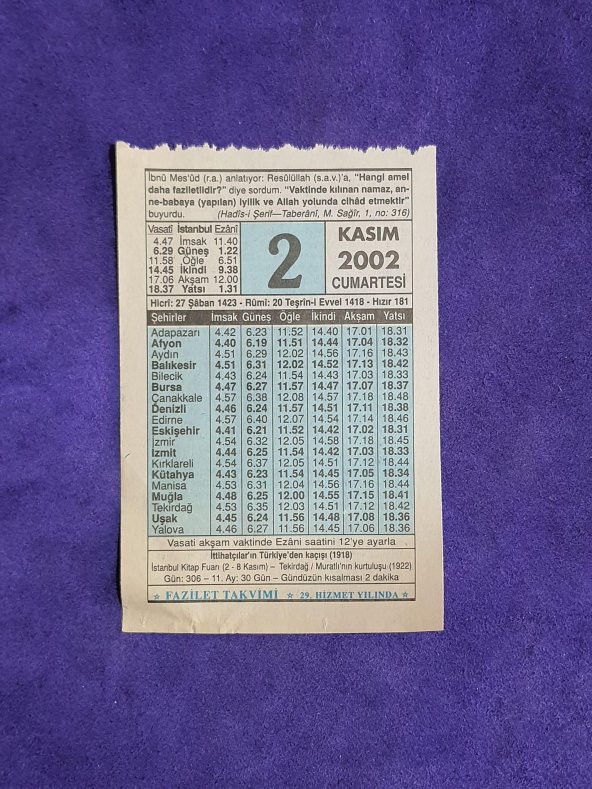 İbnü Mes'ûd (r.a.) anlatıyor: Resûlüllah (s.a.v.)'a, "Hangi amel
daha faziletlidir?" diye sordum. "Vaktinde kılınan namaz, an-
ne-babaya (yapılan) iyilik ve Allah yolunda cihâd etmektir"
buyurdu. (Hadîs-i Şerif—Taberânî, M. Sağîr, 1, no: 316)
Vasatî İstanbul Ezânî
4.47 İmsak 11.40
6.29 Güneş 1.22
11.58 Öğle 6.51
14.45 İkindi 9.38
17.06 Akşam 12.00
18.37 Yatsı 1.31
2
KASIM
2002
CUMARTESİ
Hicrî: 27 Şâban 1423 - Rûmî: 20 Teşrîn-i Evvel 1418 - Hızır 181
Şehirler İmsak Güneş Öğle İkindi Akşam Yatsı
Adapazarı 4.42 6.23 11.52 14.40 17.01 18.31
Afyon 4.40 6.19 11.51 14.44 17.04 18.32
Aydın 4.51 6.29 12.02 14.56 17.16 18.43
Balıkesir 4.51 6.31 12.02 14.52 17.13 18.42
Bilecik 4.43 6.24 11.54 14.43 17.03 18.33
Bursa 4.47 6.27 11.57 14.47 17.07 18.37
Çanakkale 4.57 6.38 12.08 14.57 17.18 18.48
Denizli 4.46 6.24 11.57 14.51 17.11 18.38
Edirne 4.57 6.40 12.07 14.54 17.14 18.46
Eskişehir 4.41 6.21 11.52 14.42 17.02 18.31
İzmir 4.54 6.32 12.05 14.58 17.18 18.45
İzmit 4.44 6.25 11.54 14.42 17.03 18.33
Kırklareli 4.54 6.37 12.05 14.51 17.12 18.44
Kütahya 4.43 6.23 11.54 14.45 17.05 18.34
Manisa 4.53 6.31 12.04 14.56 17.16 18.44
Muğla 4.48 6.25 12.00 14.55 17.15 18.41
Tekirdağ 4.53 6.35 12.03 14.51 17.12 18.42
Uşak 4.45 6.24 11.56 14.48 17.08 18.36
Yalova 4.46 6.27 11.56 14.45 17.06 18.36
Vasati akşam vaktinde Ezâni saatini 12'ye ayarla
İttihatçılar'ın Türkiye'den kaçışı (1918)
İstanbul Kitap Fuarı (2 - 8 Kasım) – Tekirdağ / Muratlı'nın kurtuluşu (1922)
Gün: 306 – 11. Ay: 30 Gün – Gündüzün kısalması 2 dakika
★ FAZİLET TAKVİMİ ★ 29. HİZMET YILINDA ★